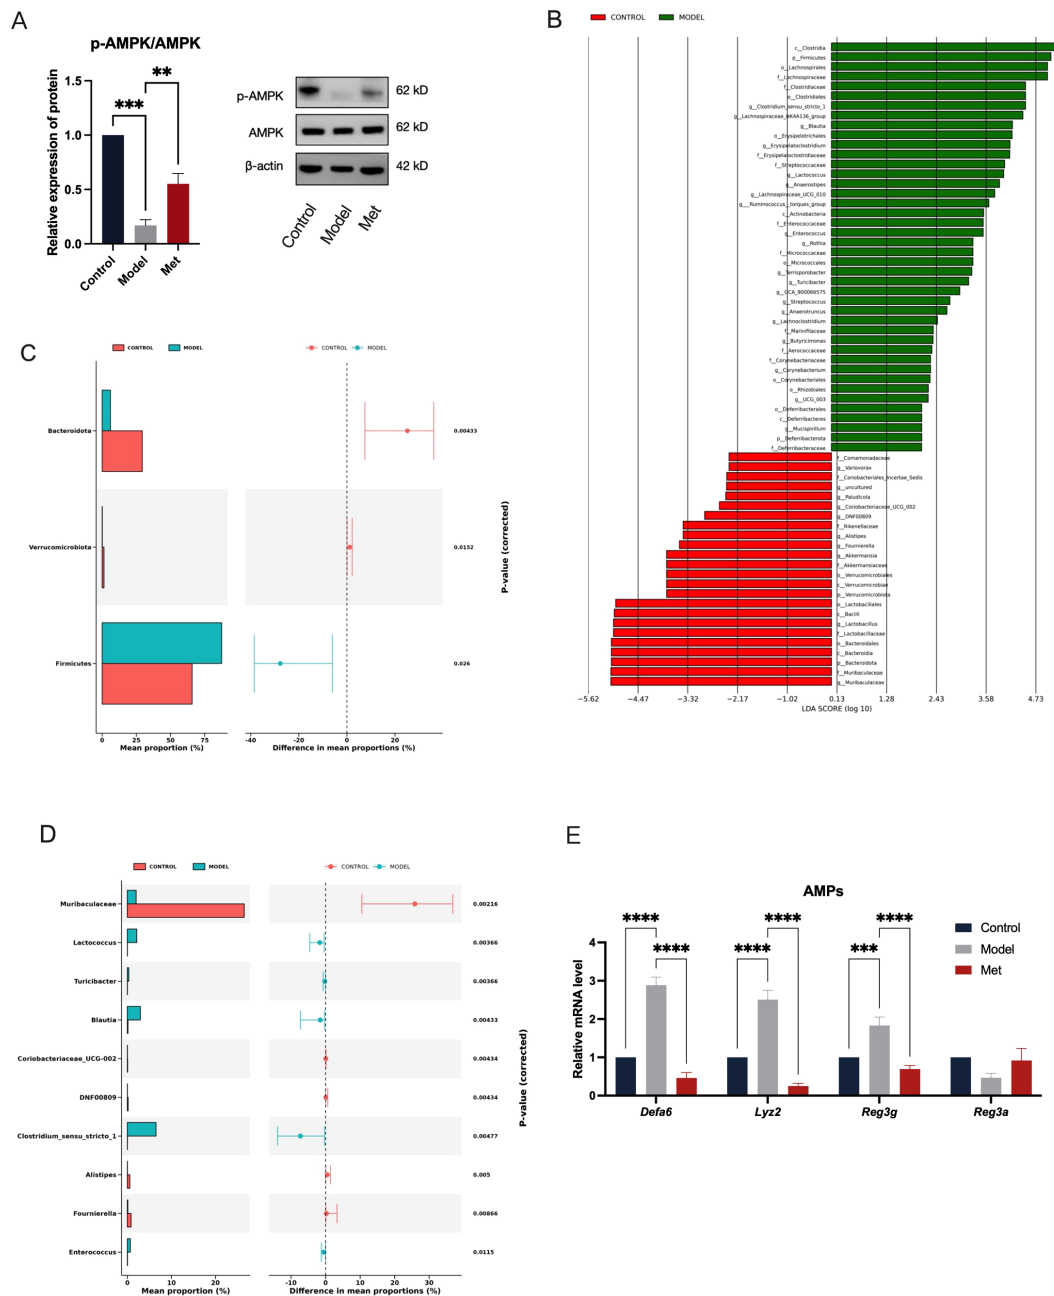 A
p-AMPK/AMPK
Relative expression of protein
1.5
1.0
0.5
0.0
***
**
Control
Model
Met
p-AMPK
62 kD
AMPK
62 kD
β-actin
42 kD
Control
Model
Met
B
CONTROL
MODEL
c__Clostridia
p__Firmicutes
o__Lachnospirales
f__Lachnospiraceae
f__Clostridiaceae
o__Clostridiales
g__Clostridium_sensu_stricto_1
g__Lachnospiraceae_NK4A136_group
g__Blautia
o__Erysipelotrichales
g__Erysipelatoclostridium
f__Erysipelatoclostridiaceae
f__Streptococcaceae
g__Lactococcus
g__Anaerostipes
g__Lachnospiraceae_UCG_010
g___Ruminococcus__torques_group
c__Actinobacteria
f__Enterococcaceae
g__Enterococcus
g__Rothia
f__Micrococcaceae
o__Micrococcales
g__Terrisporobacter
g__Turicibacter
g__GCA_900066575
g__Streptococcus
g__Anaerotruncus
g__Lachnoclostridium
f__Marinifilaceae
g__Butyricimonas
f__Aerococcaceae
f__Corynebacteriaceae
g__Corynebacterium
o__Corynebacteriales
o__Rhizobiales
g__UCG_003
o__Deferribacterales
c__Deferribacteres
g__Mucispirillum
p__Deferribacterota
f__Deferribacteraceae
f__Comamonadaceae
g__Variovorax
f__Coriobacteriales_Incertae_Sedis
g__uncultured
g__Paludicola
g__Coriobacteriaceae_UCG_002
g__DNF00809
f__Rikenellaceae
g__Alistipes
g__Fournierella
g__Akkermansia
f__Akkermansiaceae
o__Verrucomicrobiales
c__Verrucomicrobiae
p__Verrucomicrobiota
o__Lactobacillales
c__Bacilli
g__Lactobacillus
f__Lactobacillaceae
o__Bacteroidales
c__Bacteroidia
p__Bacteroidota
f__Muribaculaceae
g__Muribaculaceae
−5.62
−4.47
−3.32
−2.17
−1.02
0.13
1.28
2.43
3.58
4.73
LDA SCORE (log 10)
C
CONTROL
MODEL
CONTROL
MODEL
Bacteroidota
0.00433
Verrucomicrobiota
0.0152
Firmicutes
0.026
P-value (corrected)
0
25
50
75
Mean proportion (%)
-40
-20
0
20
Difference in mean proportions (%)
D
CONTROL
MODEL
CONTROL
MODEL
Muribaculaceae
0.00216
Lactococcus
0.00366
Turicibacter
0.00366
Blautia
0.00433
Coriobacteriaceae_UCG-002
0.00434
DNF00809
0.00434
Clostridium_sensu_stricto_1
0.00477
Alistipes
0.005
Fournierella
0.00866
Enterococcus
0.0115
P-value (corrected)
0
10
20
Mean proportion (%)
-10
0
10
20
30
Difference in mean proportions (%)
E
AMPs
Relative mRNA level
4
3
2
1
0
****
****
****
****
***
****
Control
Model
Met
Defa6
Lyz2
Reg3g
Reg3a